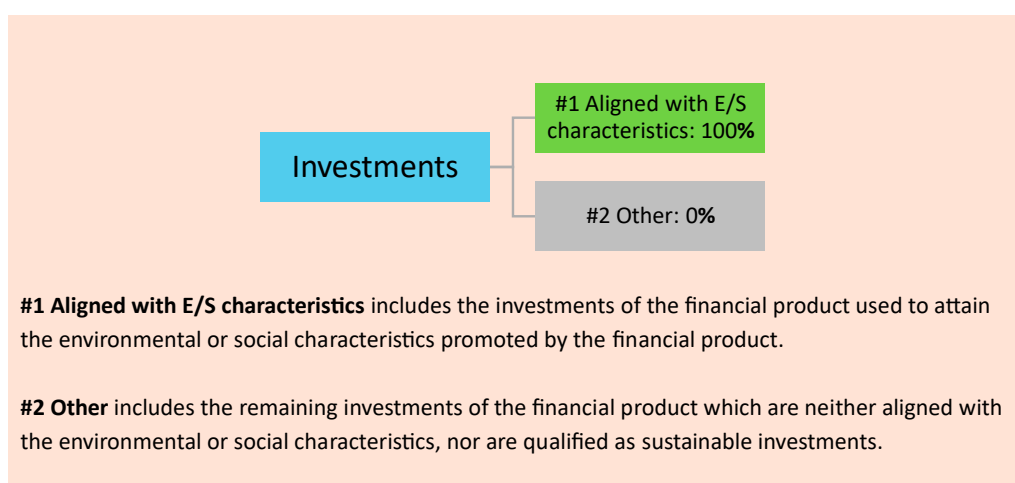 Investments
#1 Aligned with E/S
characteristics: 100%
#2 Other: 0%
#1 Aligned with E/S characteristics includes the investments of the financial product used to attain
the environmental or social characteristics promoted by the financial product.
#2 Other includes the remaining investments of the financial product which are neither aligned with
the environmental or social characteristics, nor are qualified as sustainable investments.